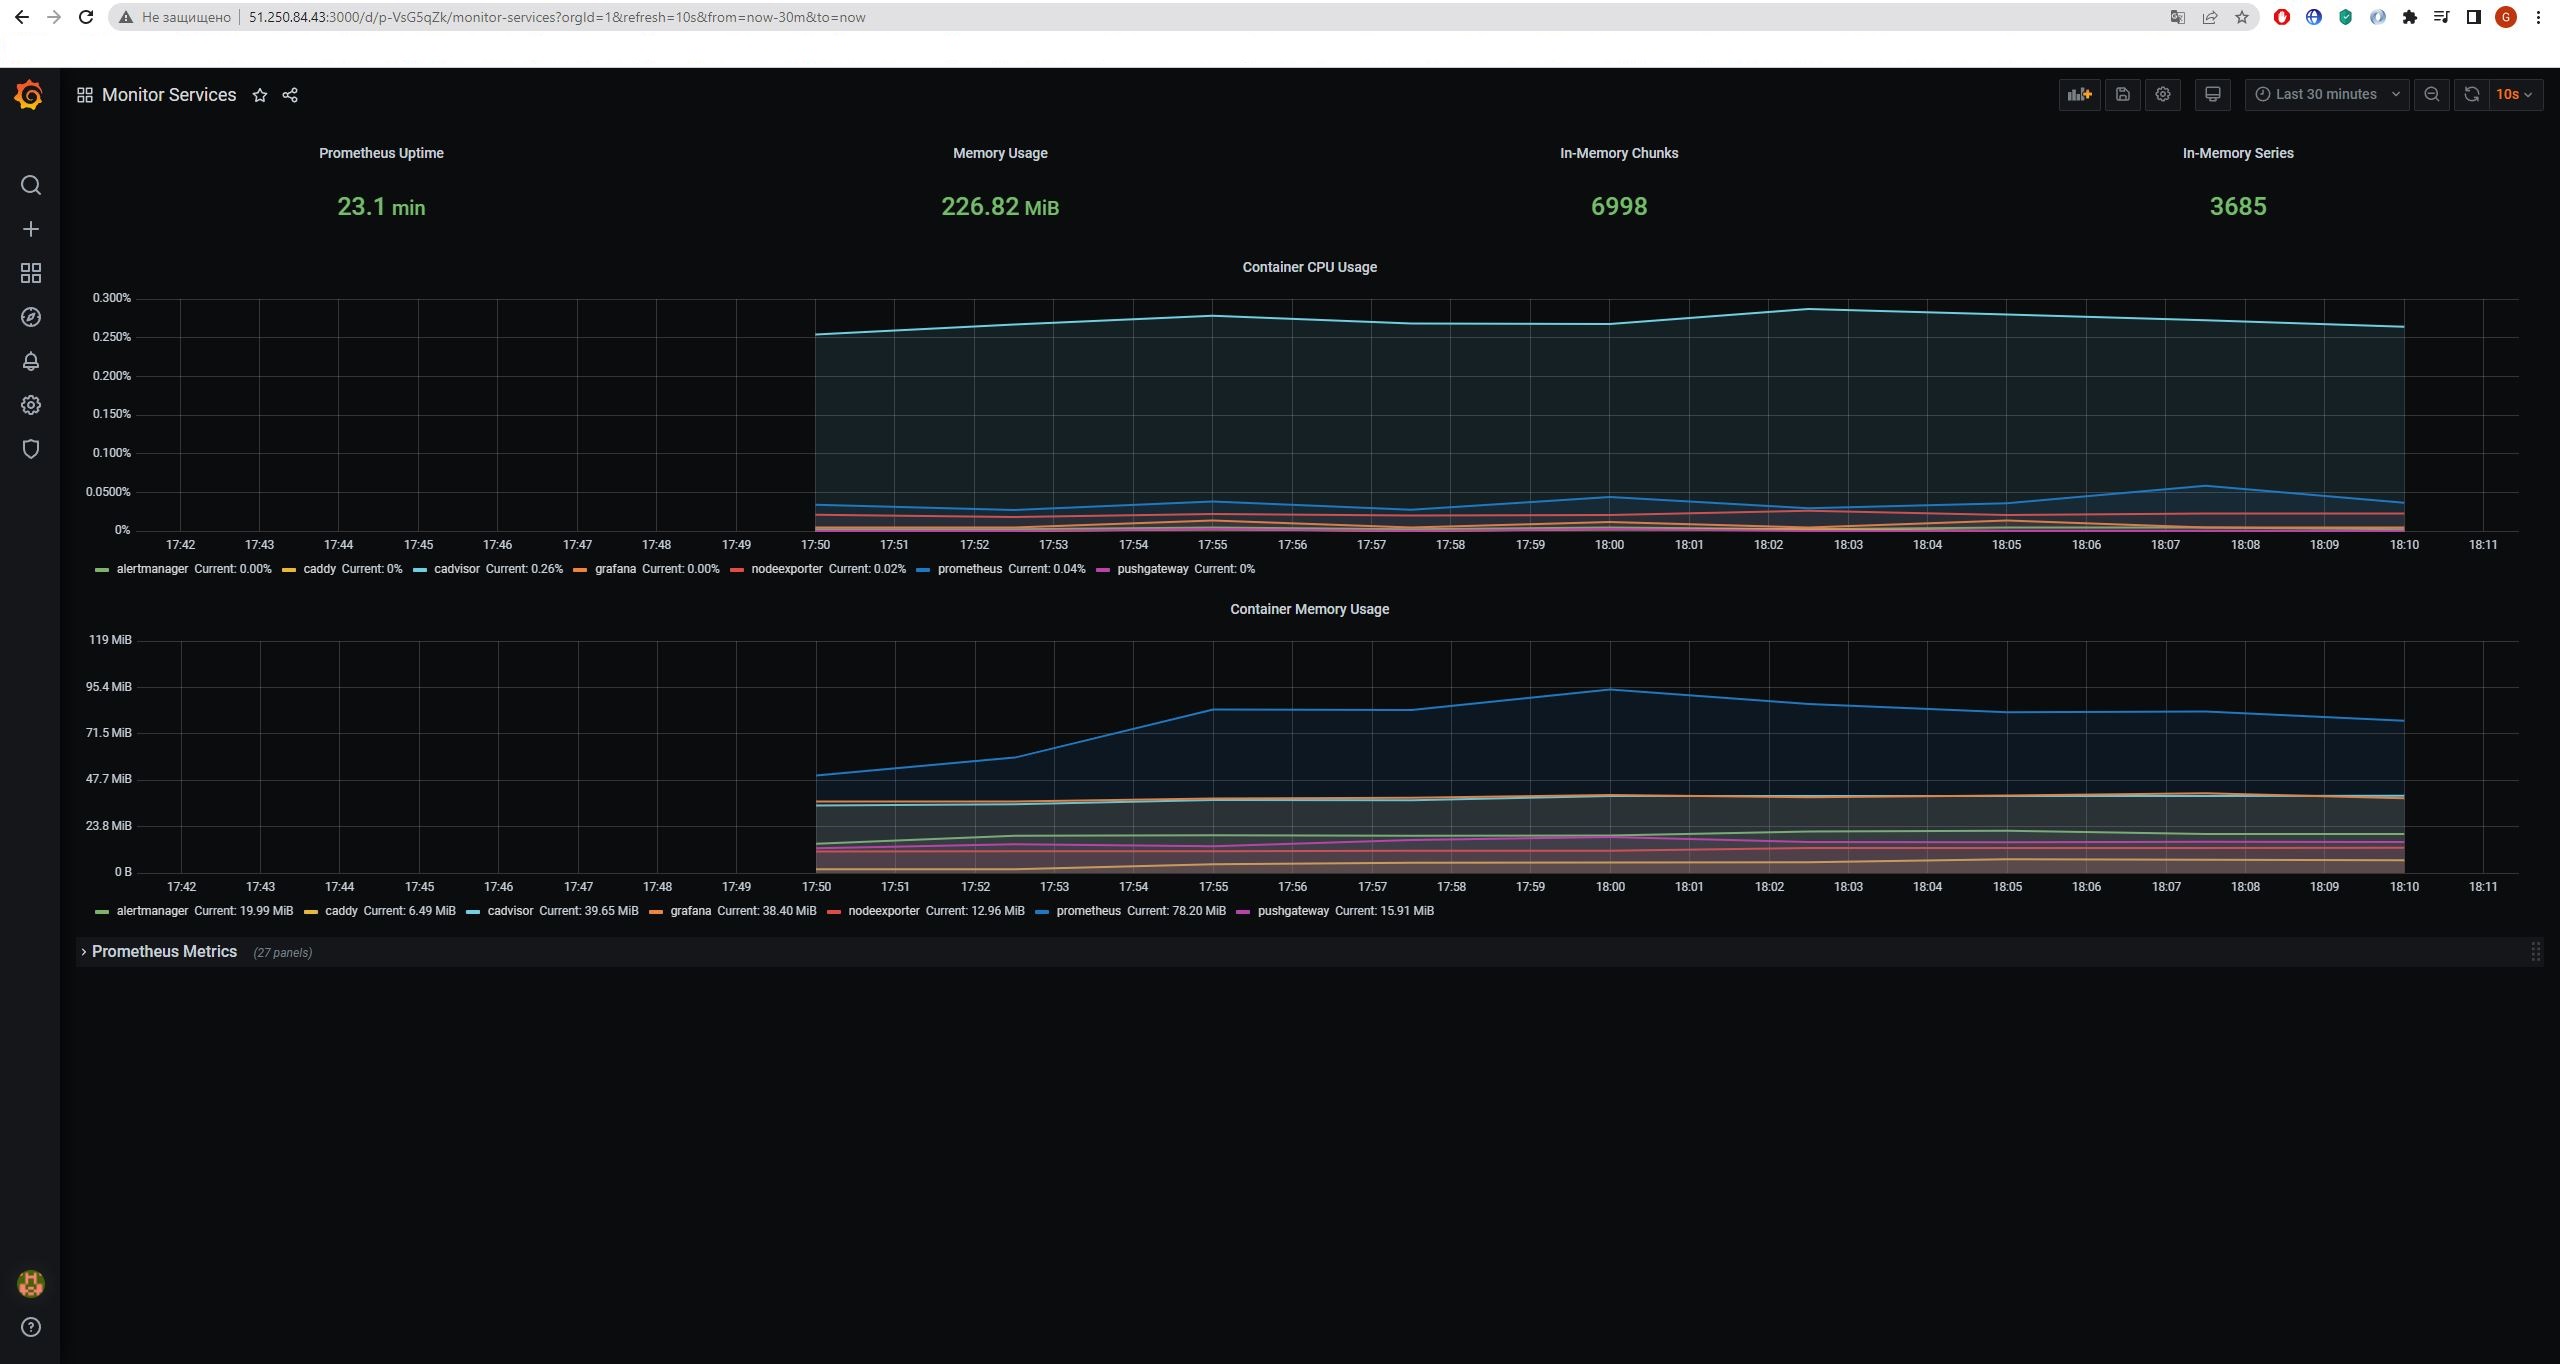 Не защищено 51.250.84.43:3000/d/p-VsG5qZk/monitor-services?orgId=1&refresh=10s&from=now-30m&to=now G
Monitor Services Last 30 minutes 10s
Prometheus Uptime Memory Usage In-Memory Chunks In-Memory Series
23.1 min 226.82 MiB 6998 3685
Container CPU Usage
0.300%
0.250%
0.200%
0.150%
0.100%
0.0500%
0%
17:42 17:43 17:44 17:45 17:46 17:47 17:48 17:49 17:50 17:51 17:52 17:53 17:54 17:55 17:56 17:57 17:58 17:59 18:00 18:01 18:02 18:03 18:04 18:05 18:06 18:07 18:08 18:09 18:10 18:11
alertmanager Current: 0.00% caddy Current: 0% cadvisor Current: 0.26% grafana Current: 0.00% nodeexporter Current: 0.02% prometheus Current: 0.04% pushgateway Current: 0%
Container Memory Usage
119 MiB
95.4 MiB
71.5 MiB
47.7 MiB
23.8 MiB
0 B
17:42 17:43 17:44 17:45 17:46 17:47 17:48 17:49 17:50 17:51 17:52 17:53 17:54 17:55 17:56 17:57 17:58 17:59 18:00 18:01 18:02 18:03 18:04 18:05 18:06 18:07 18:08 18:09 18:10 18:11
alertmanager Current: 19.99 MiB caddy Current: 6.49 MiB cadvisor Current: 39.65 MiB grafana Current: 38.40 MiB nodeexporter Current: 12.96 MiB prometheus Current: 78.20 MiB pushgateway Current: 15.91 MiB
Prometheus Metrics (27 panels)